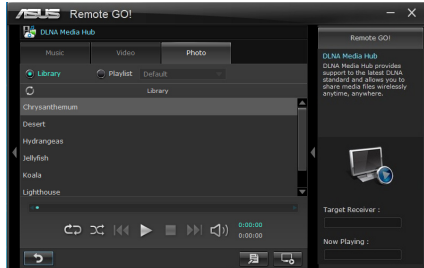 ASUS Remote GO!
DLNA Media Hub
Music Video Photo
Library Playlist Default
Library
Chrysanthemum
Desert
Hydrangeas
Jellyfish
Koala
Lighthouse
0:00:00
0:00:00
Remote GO!
DLNA Media Hub
DLNA Media Hub provides
support to the latest DLNA
standard and allows you to
share media files wirelessly
anytime, anywhere.
Target Receiver :
Now Playing :